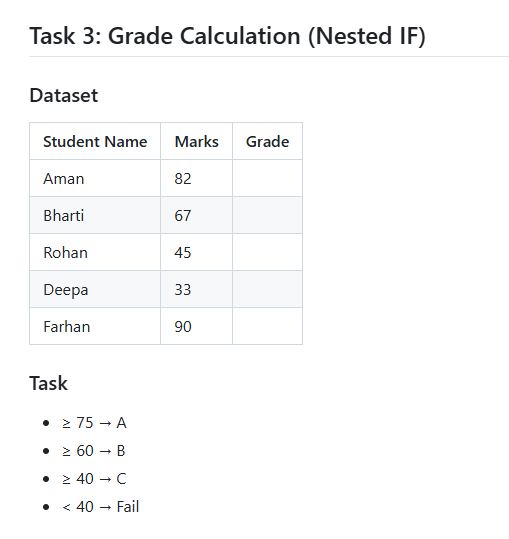 Task 3: Grade Calculation (Nested IF)
Dataset
Student Name Marks Grade
Aman 82
Bharti 67
Rohan 45
Deepa 33
Farhan 90
Task
• ≥ 75 → A
• ≥ 60 → B
• ≥ 40 → C
• < 40 → Fail